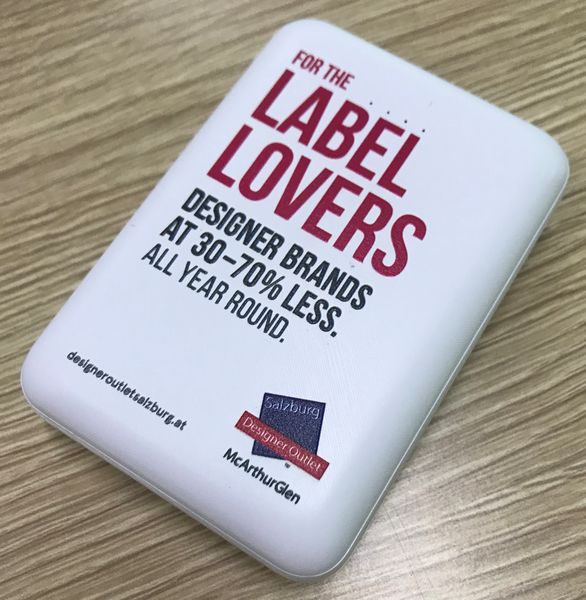 FOR THE
LABEL
LOVERS
DESIGNER BRANDS
AT 30–70% LESS.
ALL YEAR ROUND.
designeroutletsalzburg.at
Salzburg
Designer Outlet
™
McArthurGlen